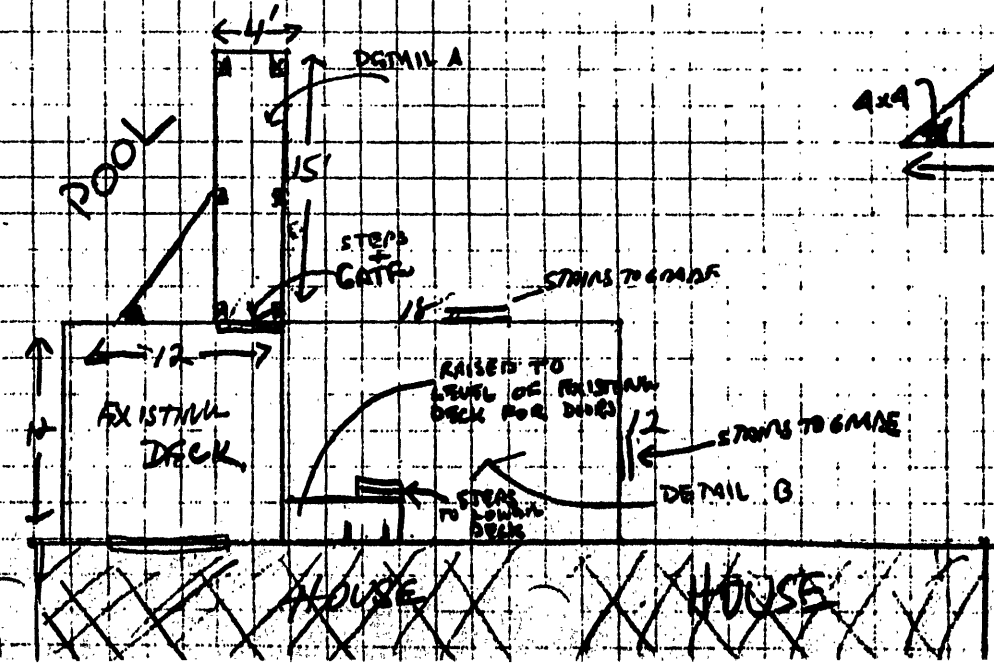 4'
DETAIL A
4x4
POOL
15'
STEPS
+
GATE
STAIRS TO GRADE
18'
12
RAISED TO
LEVEL OF EXISTING
DECK FOR DOORS
12
EXISTING
DECK
12
STAIRS TO GRADE
STEPS
TO LOWER
DECK
DETAIL B
HOUSE
HOUSE